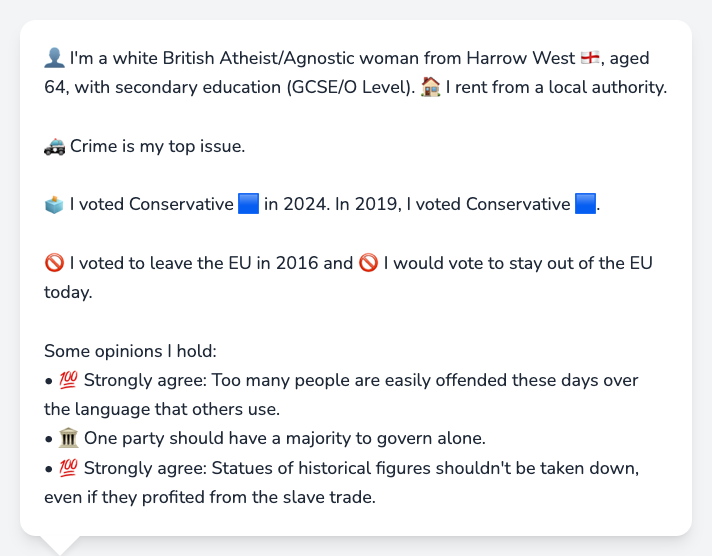 👤 I'm a white British Atheist/Agnostic woman from Harrow West 🏴󠁧󠁢󠁥󠁮󠁧󠁿, aged
64, with secondary education (GCSE/O Level). 🏠 I rent from a local authority.
🚓 Crime is my top issue.
🗳️ I voted Conservative 🟦 in 2024. In 2019, I voted Conservative 🟦.
🚫 I voted to leave the EU in 2016 and 🚫 I would vote to stay out of the EU
today.
Some opinions I hold:
• 💯 Strongly agree: Too many people are easily offended these days over
the language that others use.
• 🏛️ One party should have a majority to govern alone.
• 💯 Strongly agree: Statues of historical figures shouldn't be taken down,
even if they profited from the slave trade.